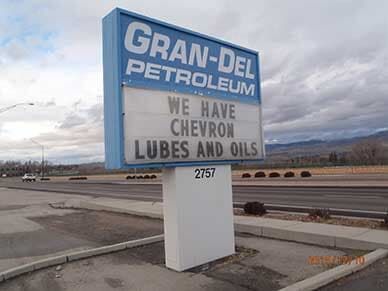 GRAN-DEL
PETROLEUM
WE HAVE
CHEVRON
LUBES AND OILS
2757